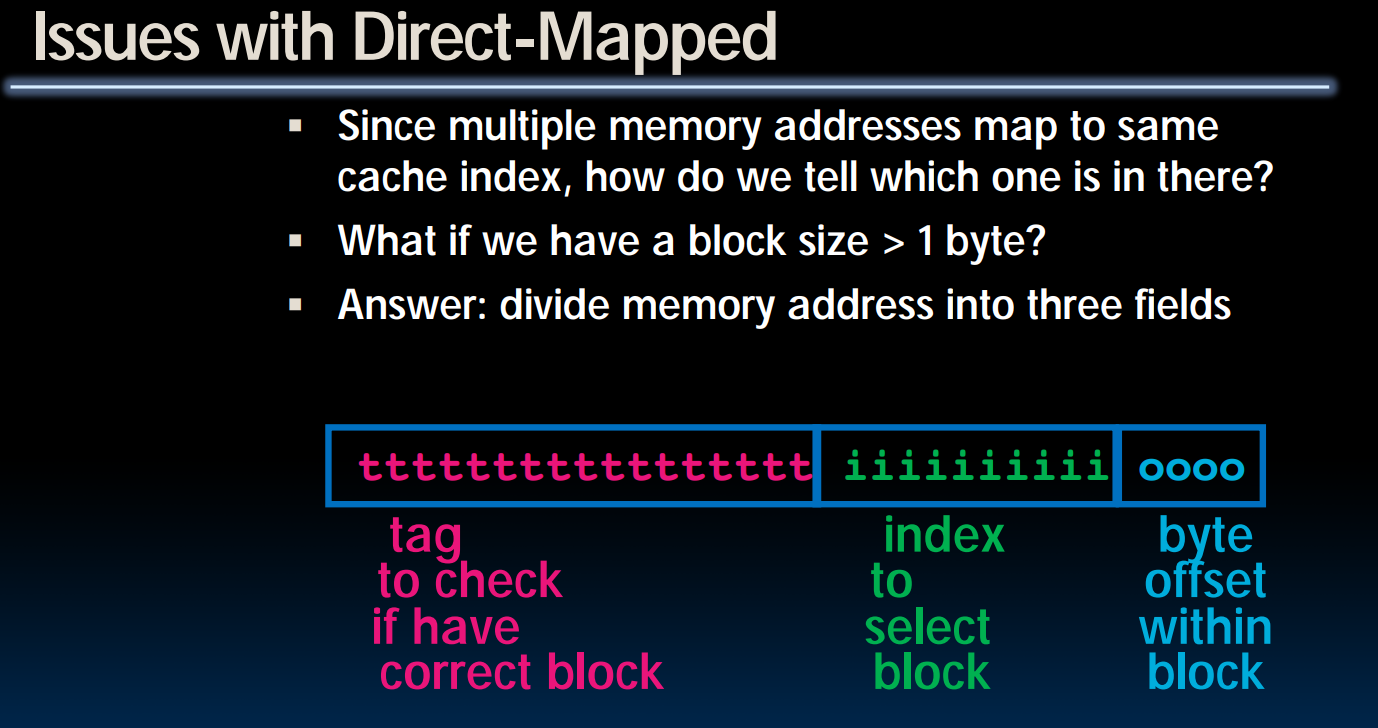 Issues with Direct-Mapped
▪ Since multiple memory addresses map to same
cache index, how do we tell which one is in there?
▪ What if we have a block size > 1 byte?
▪ Answer: divide memory address into three fields
ttttttttttttttttt iiiiiiiiii oooo
tag index byte
to check to offset
if have select within
correct block block block